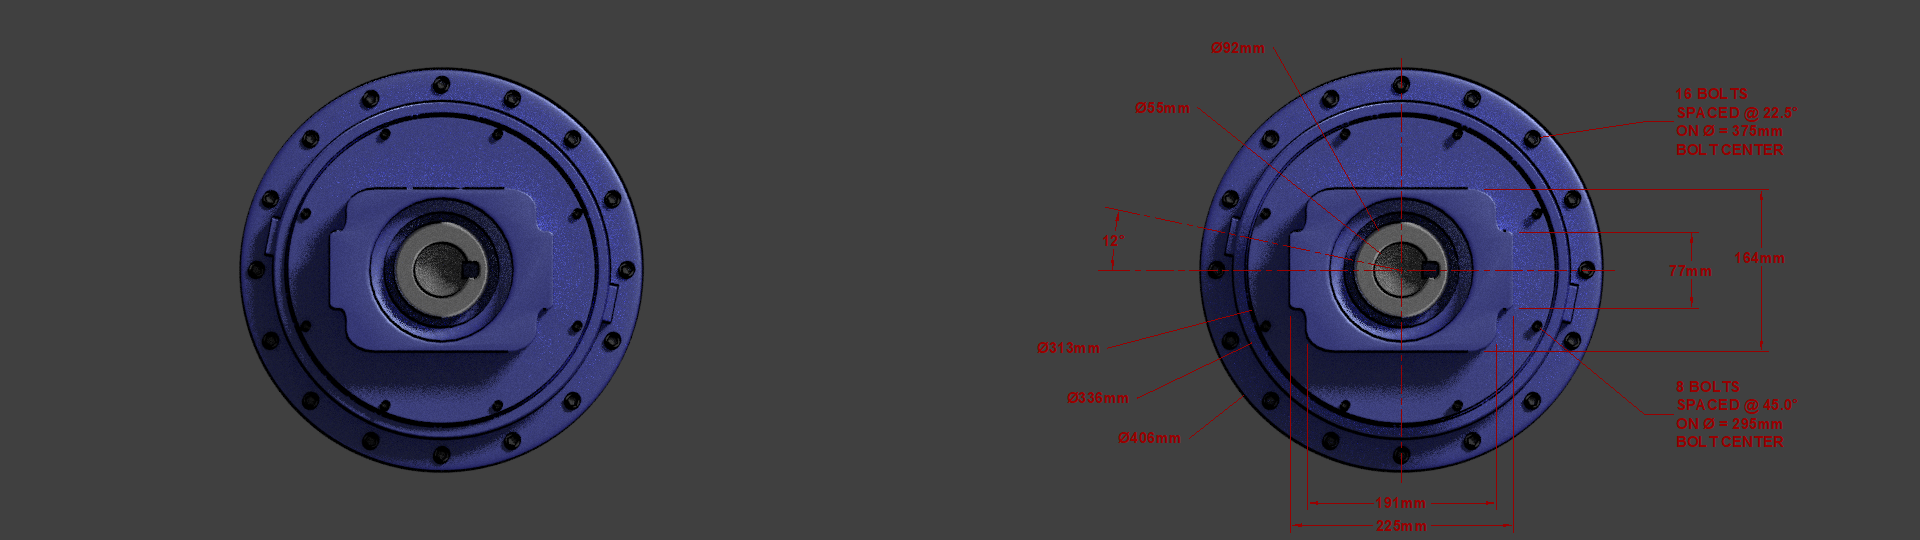 Ø92mm
Ø55mm
16 BOLTS
SPACED @ 22.5°
ON Ø = 375mm
BOLT CENTER
12°
164mm
77mm
Ø313mm
Ø336mm
Ø406mm
8 BOLTS
SPACED @ 45.0°
ON Ø = 295mm
BOLT CENTER
191mm
225mm